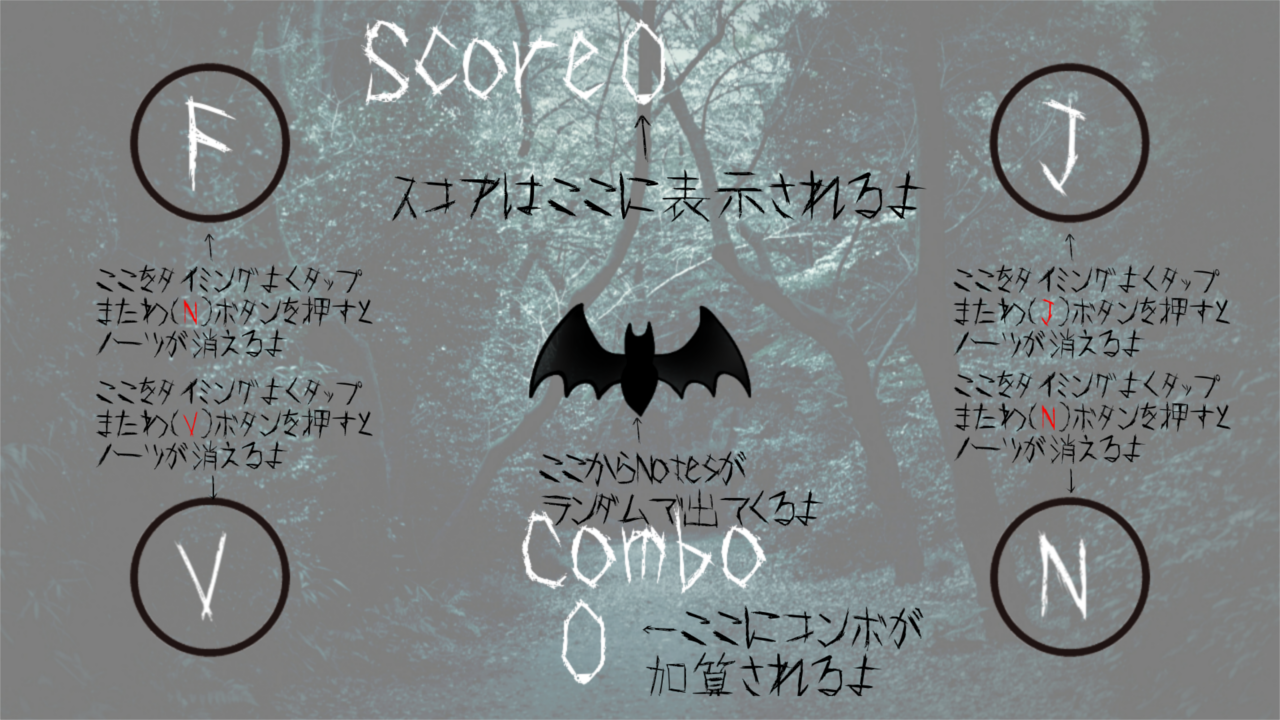 Score 0
スコアはここに表示されるよ
F
J
ここをタイミングよくタップ
またわ(N)ボタンを押すと
ノーツが消えるよ
ここをタイミングよくタップ
またわ(J)ボタンを押すと
ノーツが消えるよ
ここをタイミングよくタップ
またわ(V)ボタンを押すと
ノーツが消えるよ
ここをタイミングよくタップ
またわ(N)ボタンを押すと
ノーツが消えるよ
ここからNotesが
ランダムで出てくるよ
V
N
Combo
0
←ここにコンボが
加算されるよ